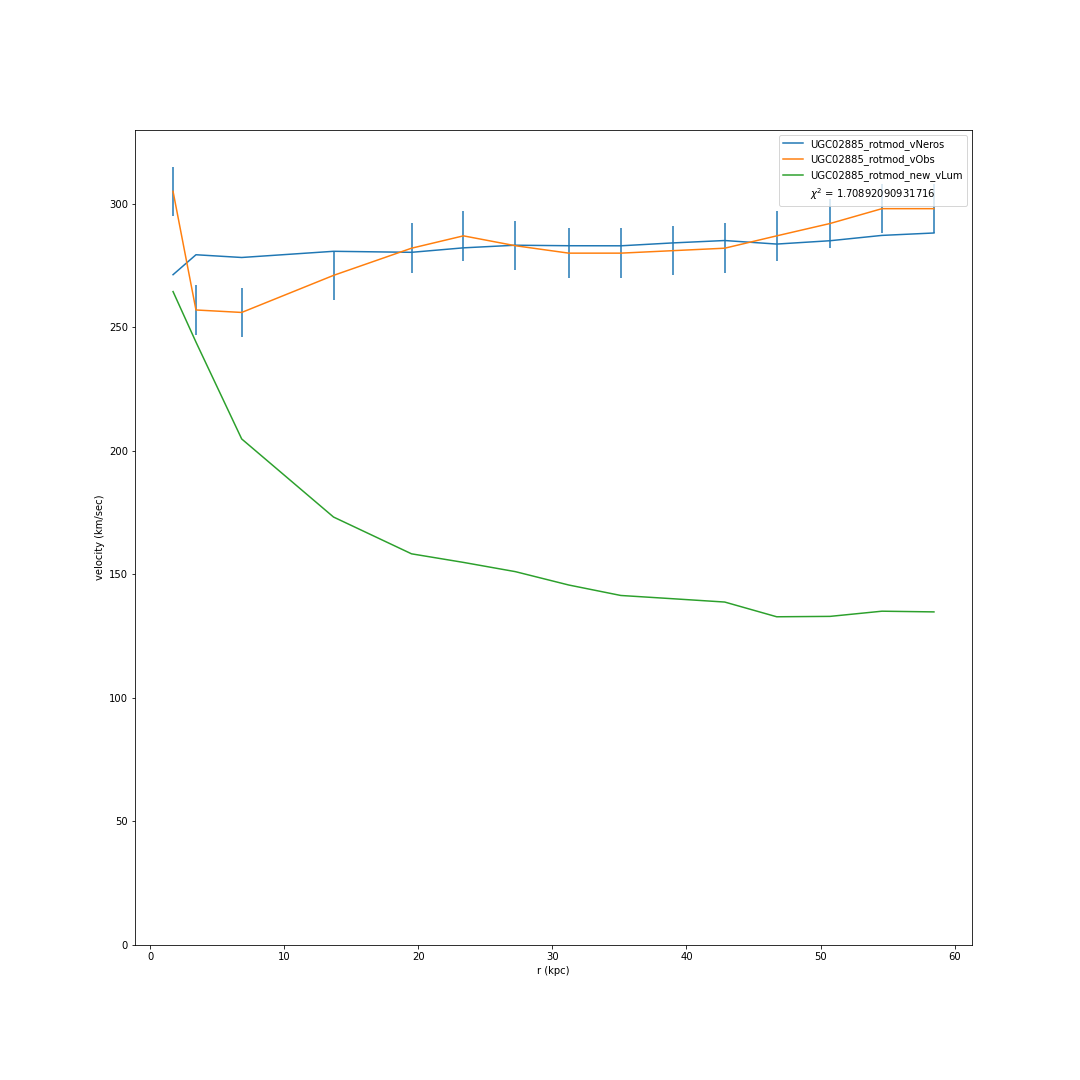 UGC02885_rotmod_vNeros
UGC02885_rotmod_vObs
UGC02885_rotmod_new_vLum
χ² = 1.70892090931716
300
250
200
150
100
50
0
velocity (km/sec)
0 10 20 30 40 50 60
r (kpc)